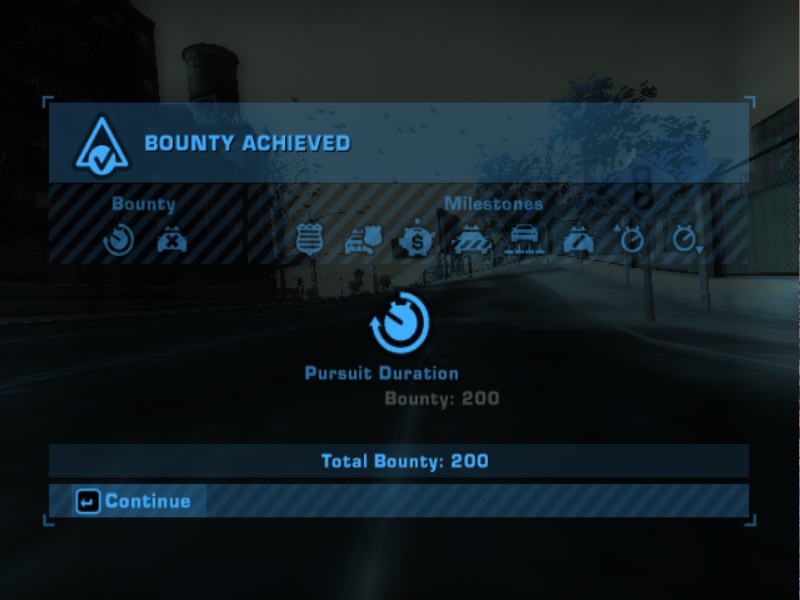 BOUNTY ACHIEVED
Bounty Milestones
Pursuit Duration
Bounty: 200
Total Bounty: 200
Continue